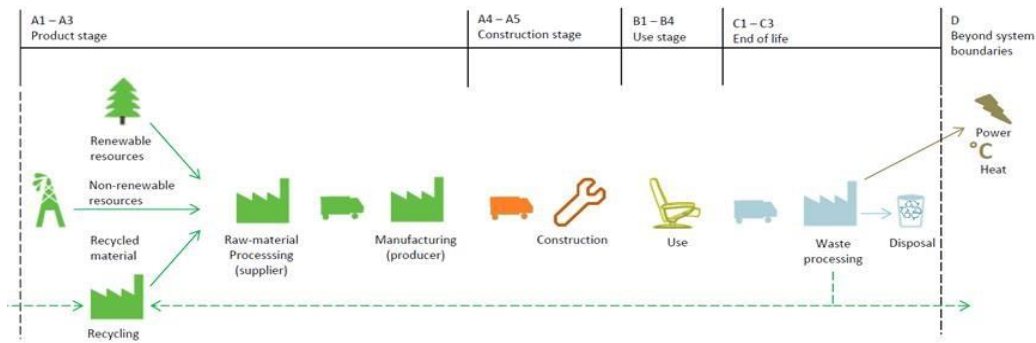 A1 – A3
Product stage
A4 – A5
Construction stage
B1 – B4
Use stage
C1 – C3
End of life
D
Beyond system
boundaries
Renewable
resources
Non-renewable
resources
Recycled
material
Recycling
Raw-material
Processsing
(supplier)
Manufacturing
(producer)
Construction
Use
Waste
processing
Disposal
Power
°C
Heat